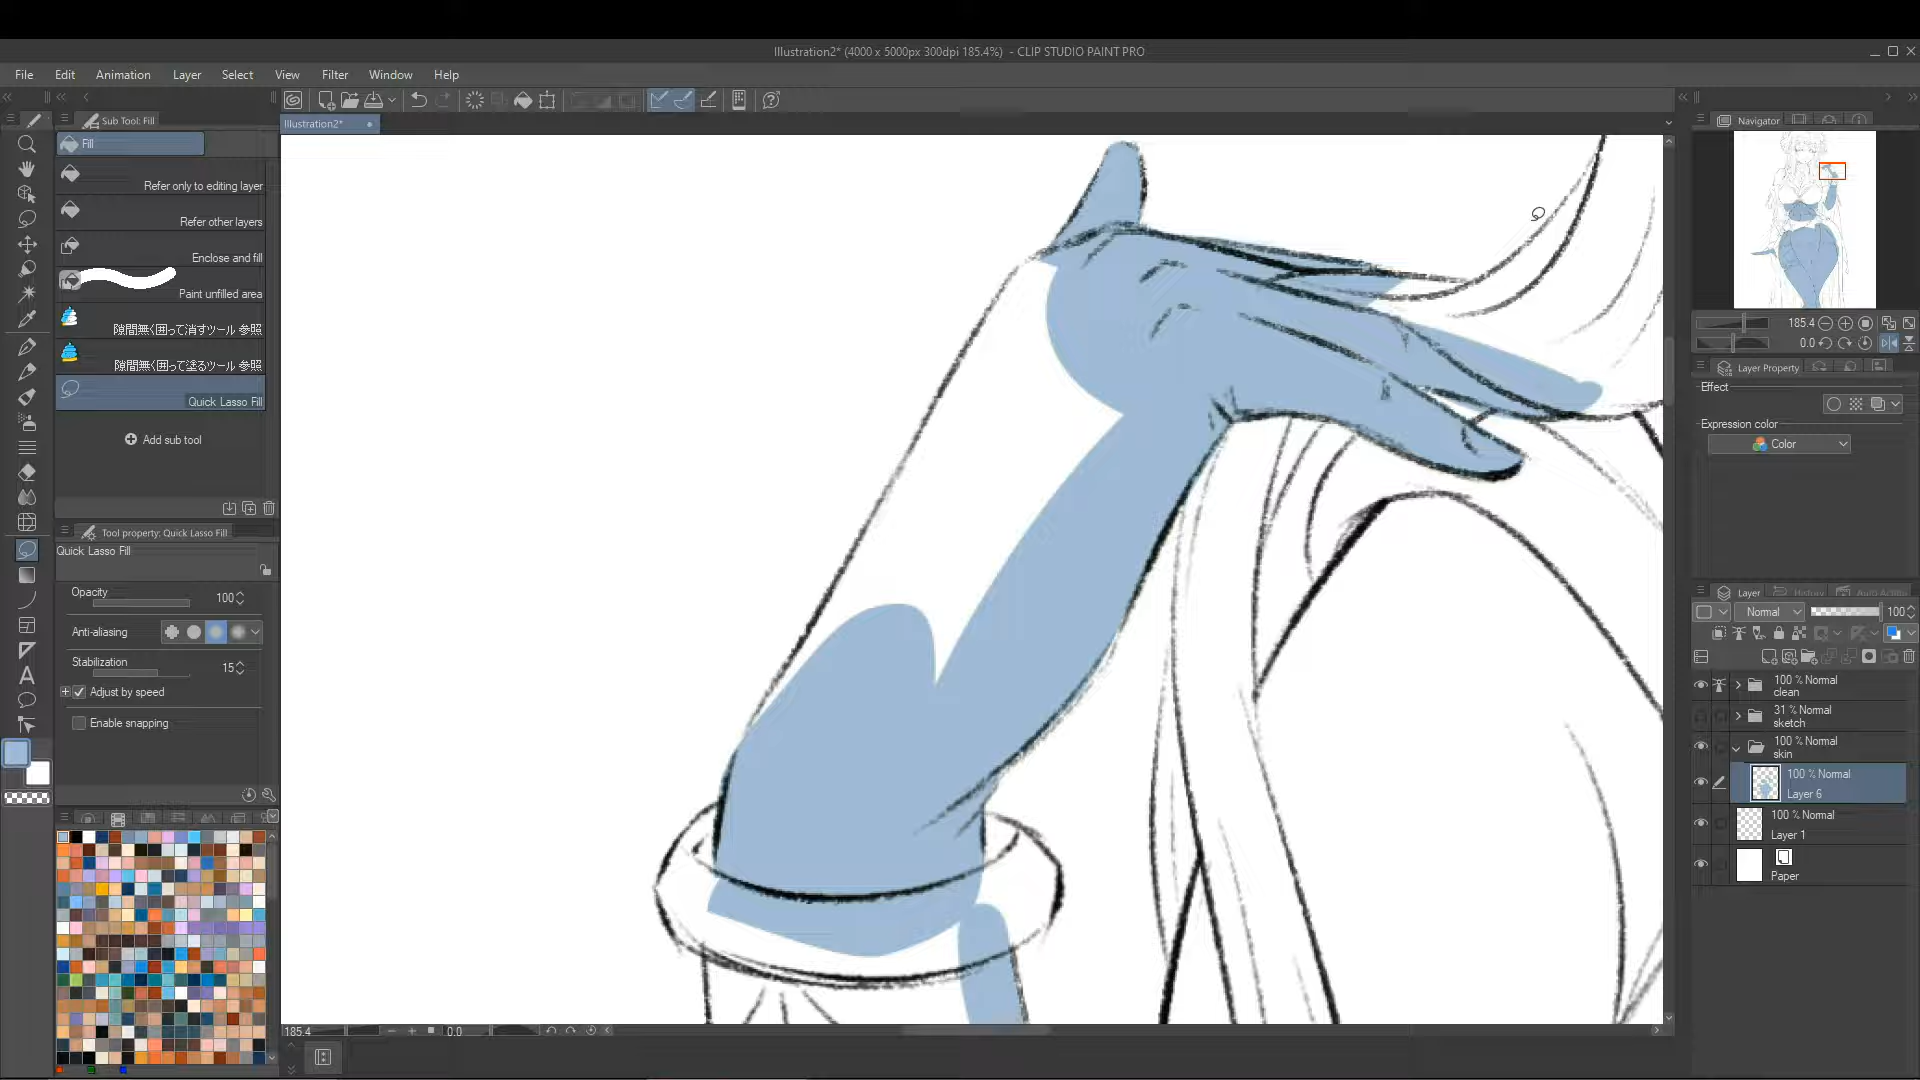 Illustration2* (4000 x 5000px 300dpi 185.4%) - CLIP STUDIO PAINT PRO
File Edit Animation Layer Select View Filter Window Help
Sub Tool: Fill
Illustration2*
Navigator
Fill
Refer only to editing layer
Refer other layers
Enclose and fill
Paint unfilled area
隙間無く囲って消すツール 参照
隙間無く囲って塗るツール 参照
Quick Lasso Fill
Add sub tool
Tool property: Quick Lasso Fill
Quick Lasso Fill
Opacity 100
Anti-aliasing
Stabilization 15
Adjust by speed
Enable snapping
185.4
0.0
Layer Property
Effect
Expression color
Color
Layer History Auto Action
Normal 100
100 % Normal
clean
31 % Normal
sketch
100 % Normal
skin
100 % Normal
Layer 6
100 % Normal
Layer 1
Paper
185.4 0.0